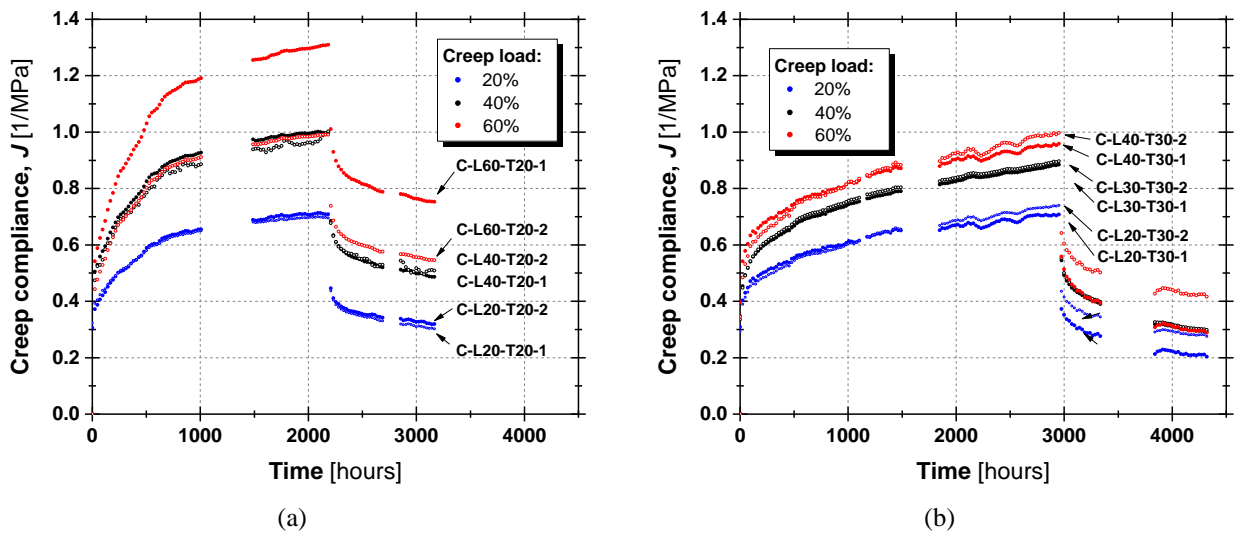 Creep compliance, J [1/MPa]
1.4
1.2
1.0
0.8
0.6
0.4
0.2
0.0
Creep load:
20%
40%
60%
C-L60-T20-1
C-L60-T20-2
C-L40-T20-2
C-L40-T20-1
C-L20-T20-2
C-L20-T20-1
0 1000 2000 3000 4000
Time [hours]
(a)
Creep compliance, J [1/MPa]
1.4
1.2
1.0
0.8
0.6
0.4
0.2
0.0
Creep load:
20%
40%
60%
C-L40-T30-2
C-L40-T30-1
C-L30-T30-2
C-L30-T30-1
C-L20-T30-2
C-L20-T30-1
0 1000 2000 3000 4000
Time [hours]
(b)